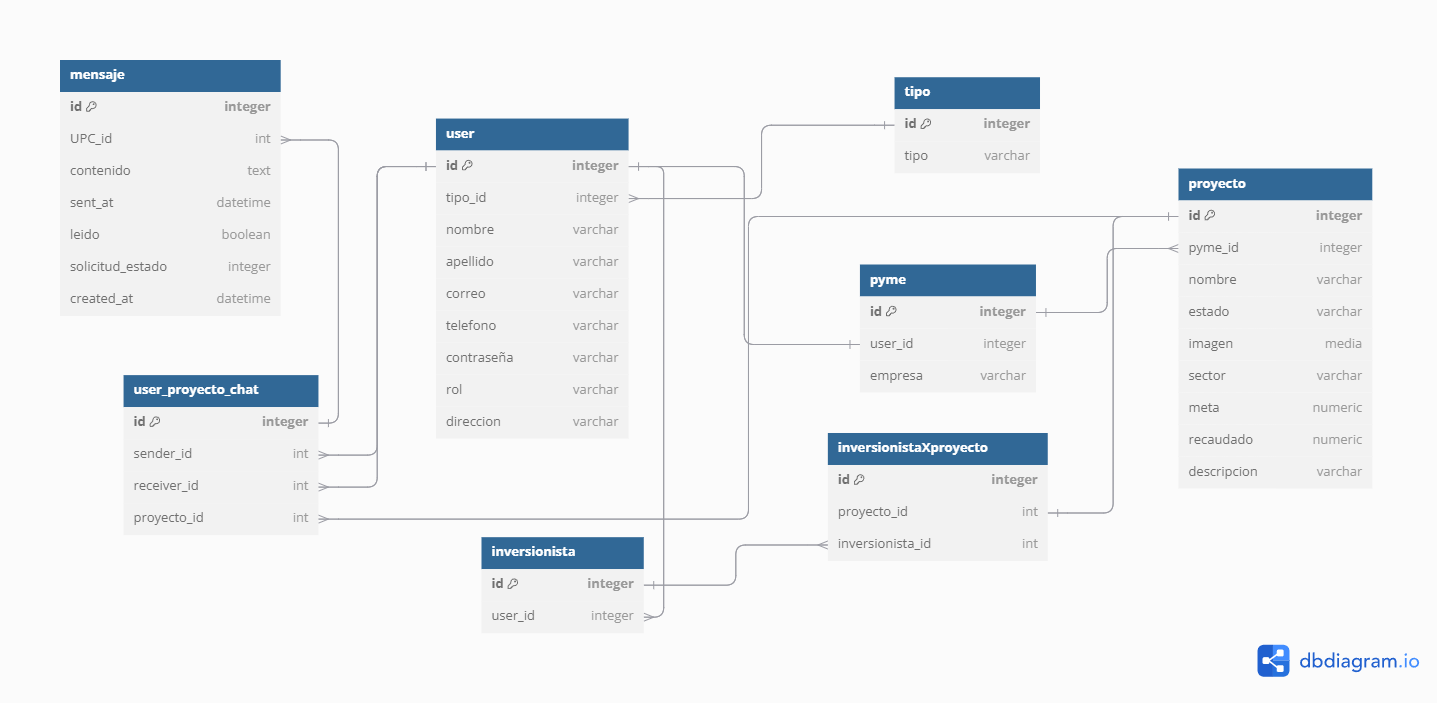 mensaje
id integer
UPC_id int
contenido text
sent_at datetime
leido boolean
solicitud_estado integer
created_at datetime
user_proyecto_chat
id integer
sender_id int
receiver_id int
proyecto_id int
user
id integer
tipo_id integer
nombre varchar
apellido varchar
correo varchar
telefono varchar
contraseña varchar
rol varchar
direccion varchar
inversionista
id integer
user_id integer
tipo
id integer
tipo varchar
pyme
id integer
user_id integer
empresa varchar
inversionistaXproyecto
id integer
proyecto_id int
inversionista_id int
proyecto
id integer
pyme_id integer
nombre varchar
estado varchar
imagen media
sector varchar
meta numeric
recaudado numeric
descripcion varchar
dbdiagram.io